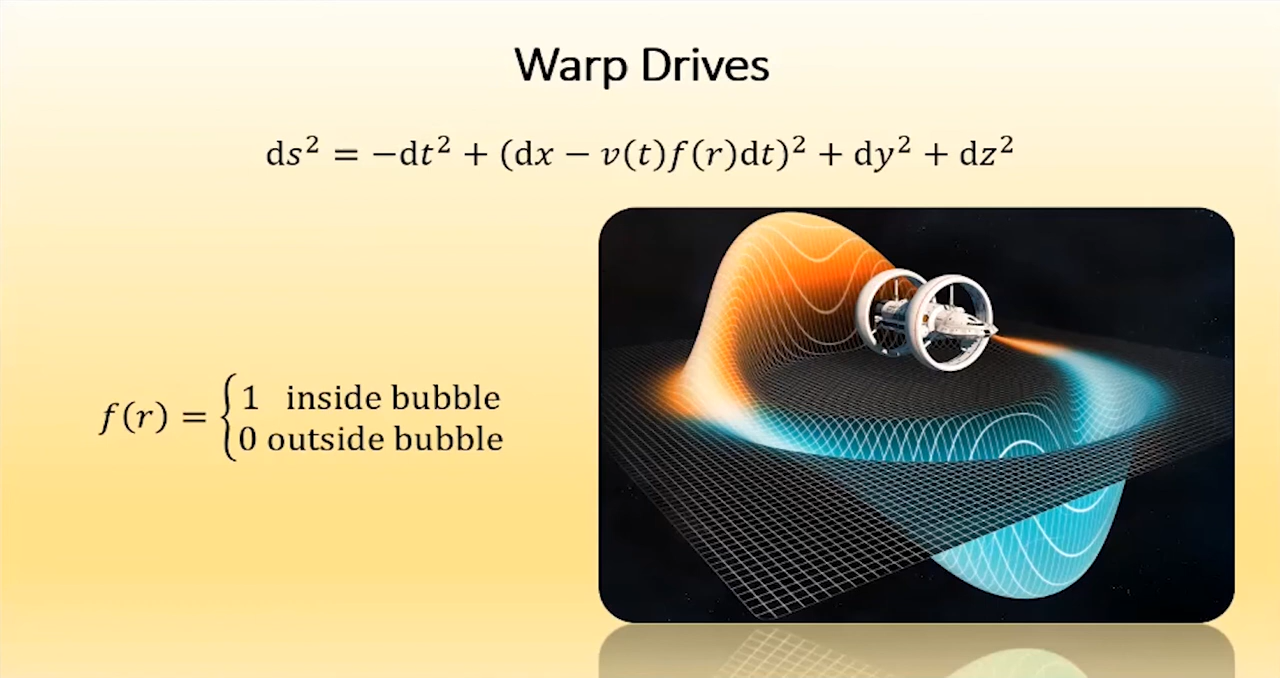 Warp Drives
ds² = −dt² + (dx − v(t)f(r)dt)² + dy² + dz²
f(r) = {1 inside bubble
0 outside bubble